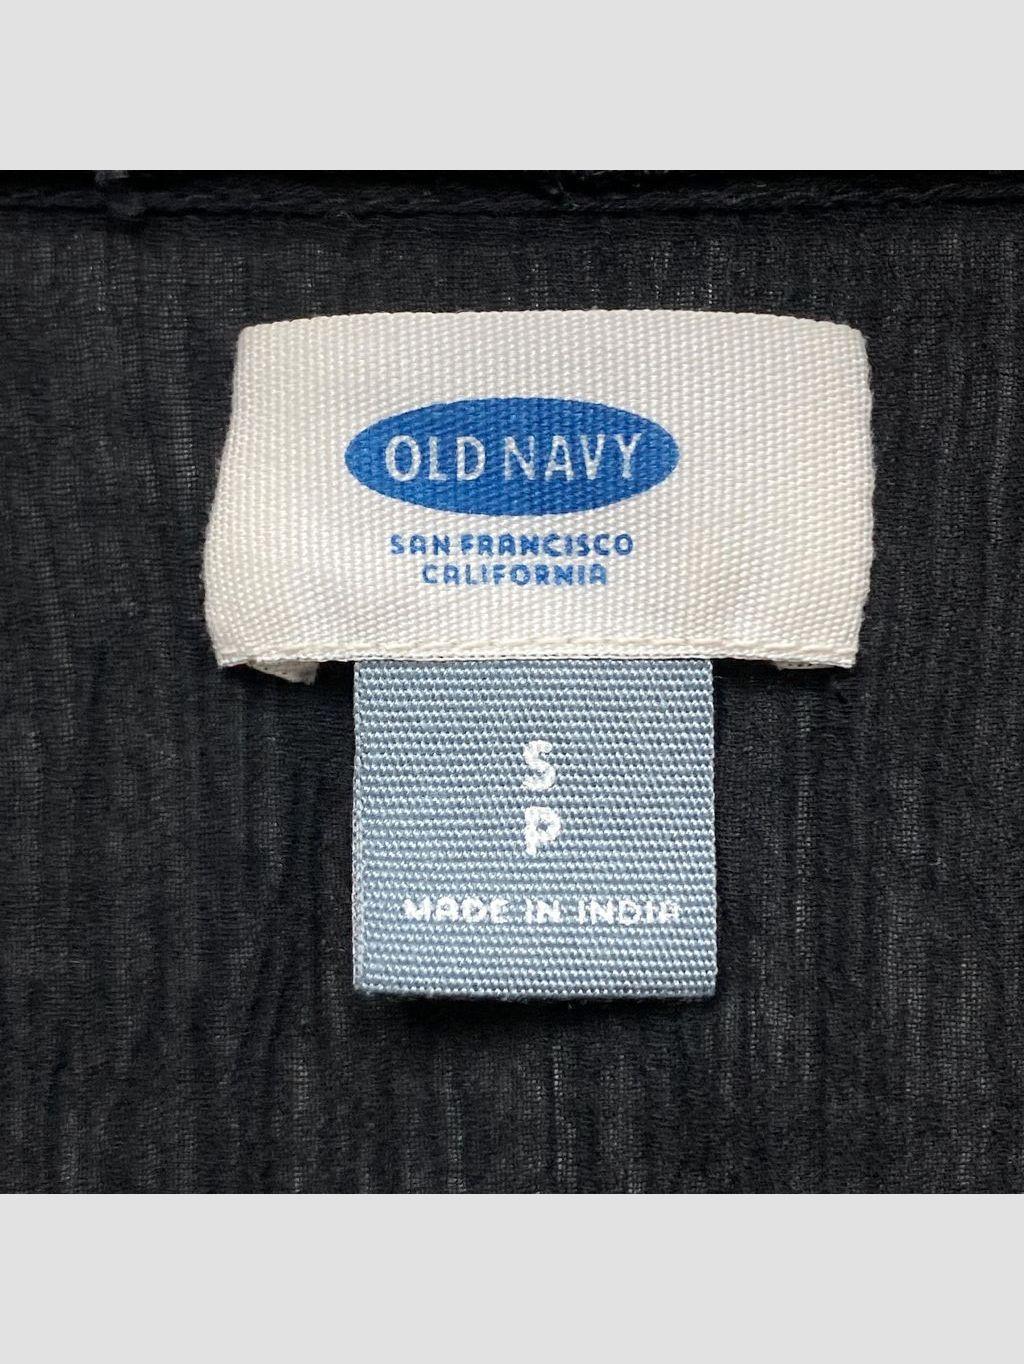 OLD NAVY
SAN FRANCISCO
CALIFORNIA
S
P
MADE IN INDIA